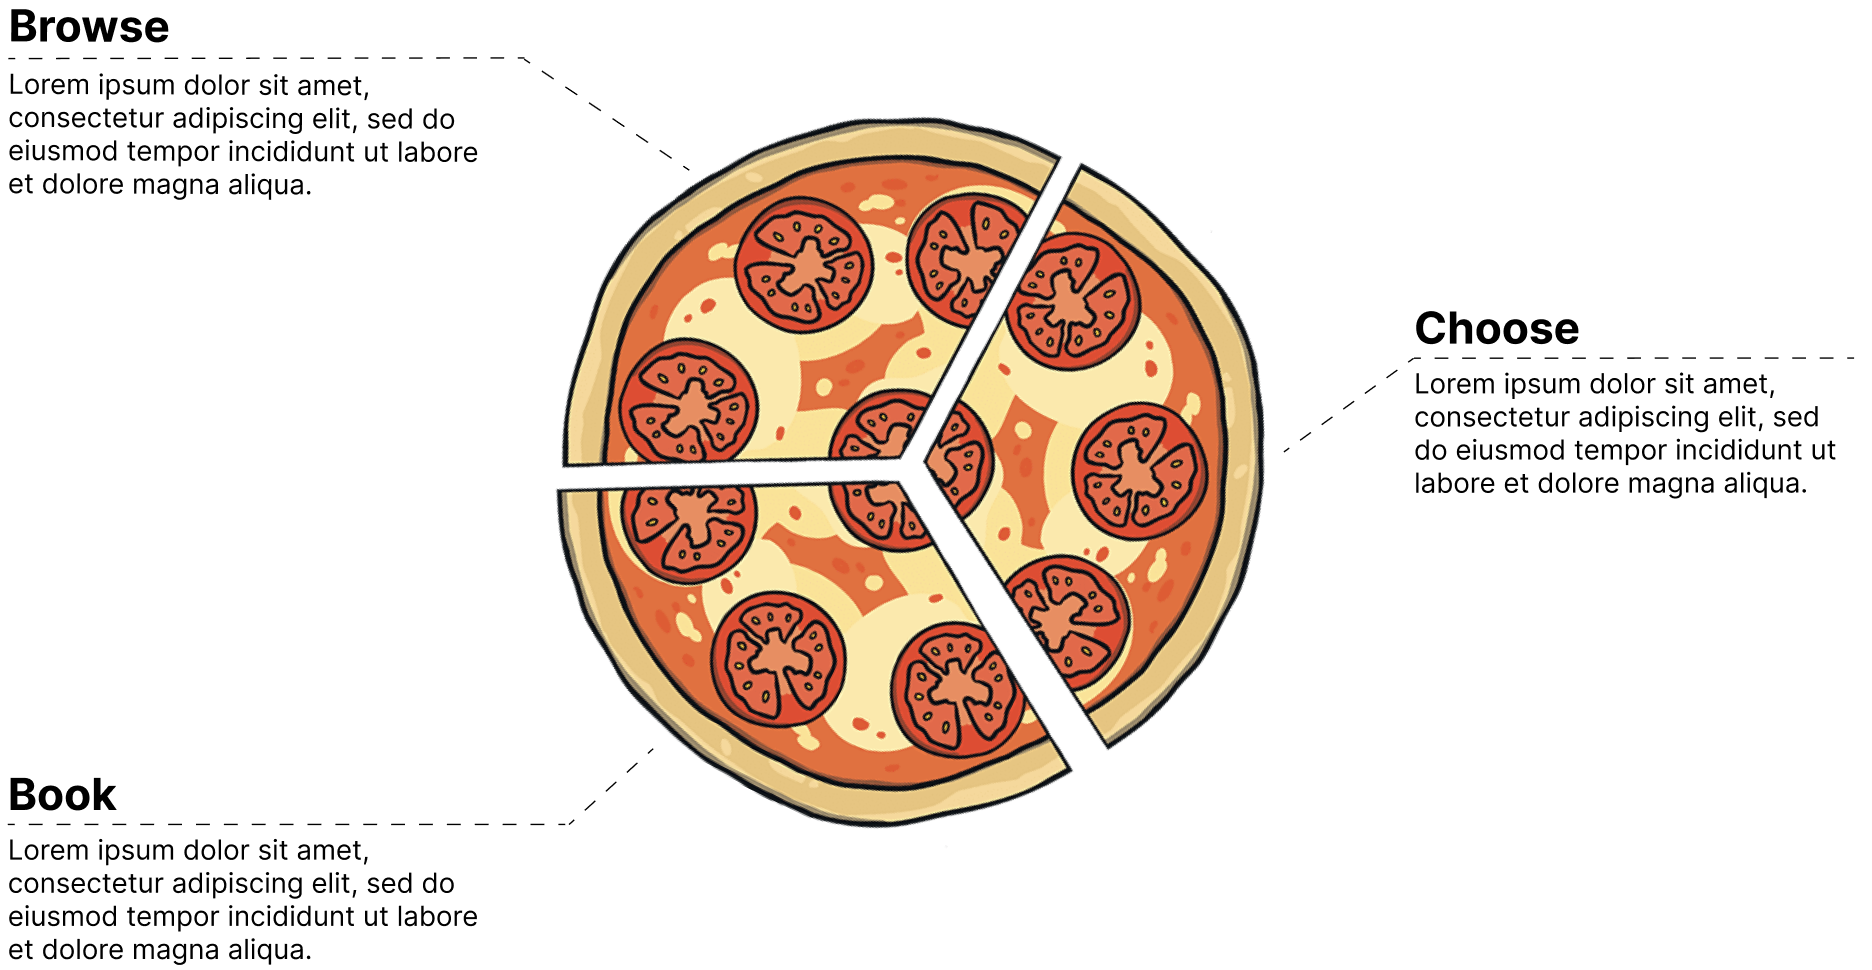 Browse
Lorem ipsum dolor sit amet,
consectetur adipiscing elit, sed do
eiusmod tempor incididunt ut labore
et dolore magna aliqua.
Choose
Lorem ipsum dolor sit amet,
consectetur adipiscing elit, sed
do eiusmod tempor incididunt ut
labore et dolore magna aliqua.
Book
Lorem ipsum dolor sit amet,
consectetur adipiscing elit, sed do
eiusmod tempor incididunt ut labore
et dolore magna aliqua.